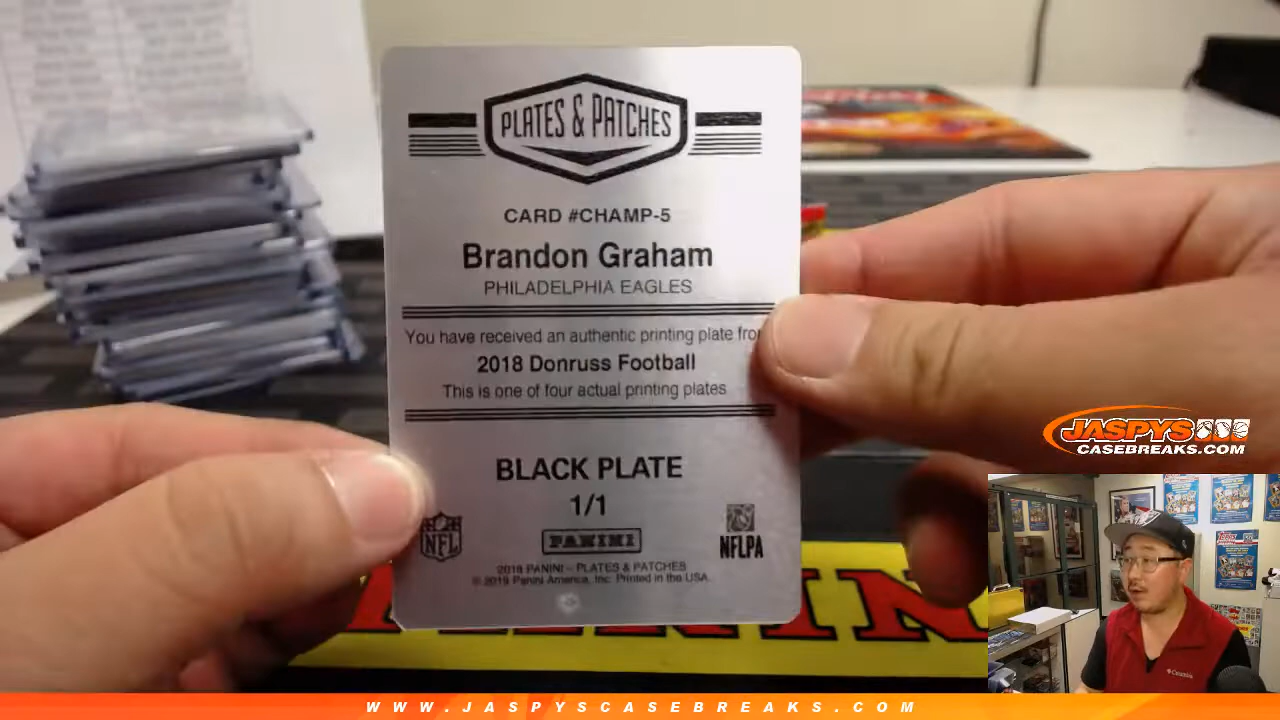 PLATES & PATCHES
CARD #CHAMP-5
Brandon Graham
PHILADELPHIA EAGLES
You have received an authentic printing plate fro
2018 Donruss Football
This is one of four actual printing plates
BLACK PLATE
1/1
NFL
PANINI
NFLPA
2018 PANINI – PLATES & PATCHES
© 2019 Panini America, Inc. Printed in the USA.
JASPYS
CASEBREAKS.COM
Columbia
WWW.JASPYSCASEBREAKS.COM